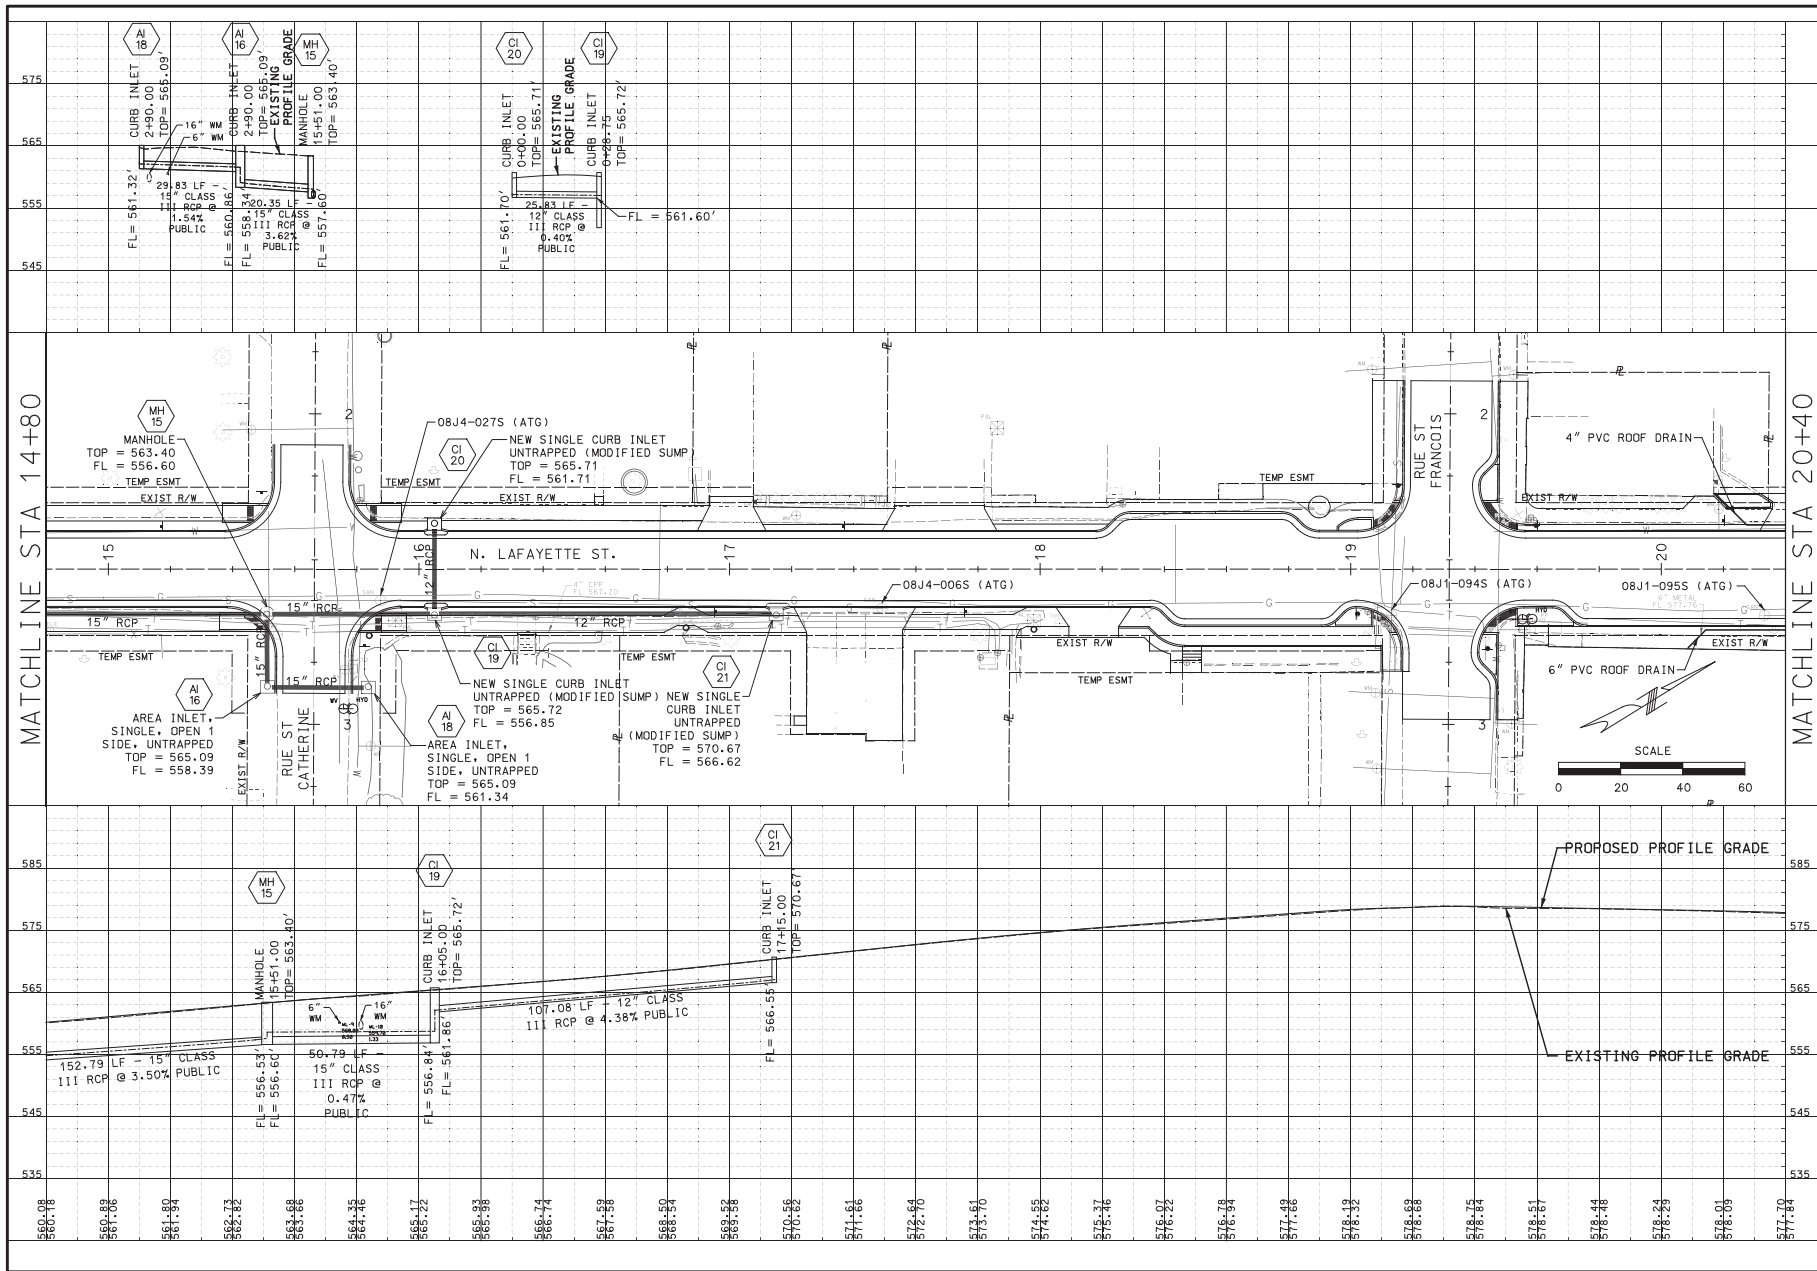 AI
18
CURB INLET
2+90.00
TOP= 565.09'
AI
16
CURB INLET
2+90.00
TOP= 565.09'
EXISTING
PROFILE GRADE
MH
15
MANHOLE
15+51.00
TOP= 563.40'
16" WM
6" WM
FL= 561.32'
29.83 LF -
15" CLASS
III RCP @
1.54%
PUBLIC
FL= 560.86'
FL= 558.34'
20.35 LF -
15" CLASS
III RCP @
3.62%
PUBLIC
FL= 557.60'
CI
20
CURB INLET
0+00.00
TOP= 565.71'
EXISTING
PROFILE GRADE
CI
19
CURB INLET
0+28.75
TOP= 565.72'
FL= 561.70'
25.83 LF -
12" CLASS
III RCP @
0.40%
PUBLIC
FL = 561.60'
575
565
555
545
MATCHLINE STA 14+80
MATCHLINE STA 20+40
MH
15
MANHOLE
TOP = 563.40
FL = 556.60
TEMP ESMT
EXIST R/W
2
08J4-027S (ATG)
CI
20
NEW SINGLE CURB INLET
UNTRAPPED (MODIFIED SUMP)
TOP = 565.71
FL = 561.71
TEMP ESMT
EXIST R/W
TEMP ESMT
RUE ST
FRANCOIS
2
4" PVC ROOF DRAIN
EXIST R/W
15
16
N. LAFAYETTE ST.
17
18
19
20
12" RCP
4" CPP
FL 567.20
08J4-006S (ATG)
08J1-094S (ATG)
08J1-095S (ATG)
6" METAL
FL 577.76
15" RCP
15" RCP
12" RCP
15" RCP
15" RCP
TEMP ESMT
TEMP ESMT
EXIST R/W
TEMP ESMT
EXIST R/W
6" PVC ROOF DRAIN
CI
19
NEW SINGLE CURB INLET
UNTRAPPED (MODIFIED SUMP)
TOP = 565.72
FL = 556.85
CI
21
NEW SINGLE
CURB INLET
UNTRAPPED
(MODIFIED SUMP)
TOP = 570.67
FL = 566.62
AI
16
AREA INLET,
SINGLE, OPEN 1
SIDE, UNTRAPPED
TOP = 565.09
FL = 558.39
EXIST R/W
RUE ST
CATHERINE
WV
HYD
3
AI
18
AREA INLET,
SINGLE, OPEN 1
SIDE, UNTRAPPED
TOP = 565.09
FL = 561.34
HYD
3
SCALE
0 20 40 60
585
575
565
555
545
535
MH
15
MANHOLE
15+51.00
TOP= 563.40'
CI
19
CURB INLET
16+05.00
TOP= 565.72'
CI
21
CURB INLET
17+15.00
TOP= 570.67'
PROPOSED PROFILE GRADE
EXISTING PROFILE GRADE
6"
WM
16"
WM
152.79 LF - 15" CLASS
III RCP @ 3.50% PUBLIC
FL= 556.53'
FL= 556.60'
50.79 LF -
15" CLASS
III RCP @
0.47%
PUBLIC
FL= 556.84'
FL= 561.86'
107.08 LF - 12" CLASS
III RCP @ 4.38% PUBLIC
FL= 566.55'
585
575
565
555
545
535
560.08
560.18
560.89
561.06
561.80
561.94
562.73
562.82
563.68
563.66
564.35
564.46
565.17
565.22
565.93
565.98
566.74
566.74
567.59
567.58
568.50
568.54
569.52
569.58
570.56
570.62
571.66
571.66
572.64
572.70
573.61
573.70
574.55
574.62
575.37
575.46
576.07
576.22
576.78
576.94
577.49
577.66
578.19
578.32
578.69
578.68
578.75
578.84
578.51
578.67
578.44
578.48
578.24
578.29
578.01
578.09
577.70
577.84